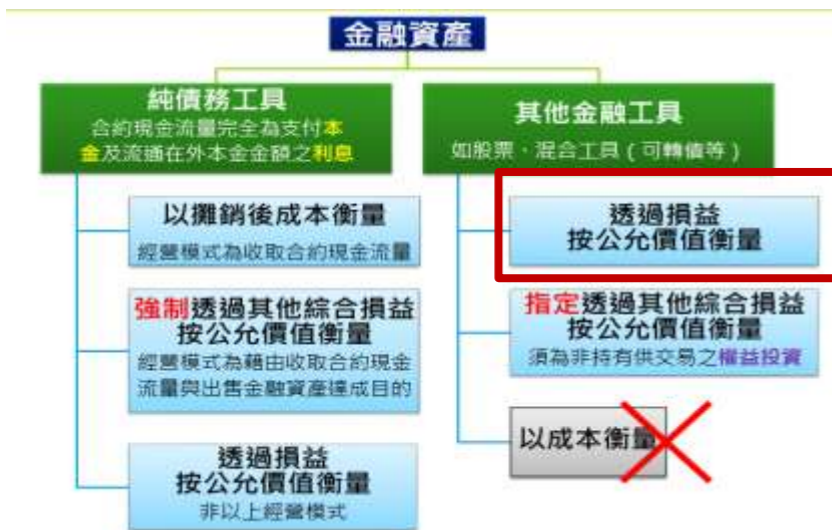 金融資產
純債務工具
合約現金流量完全為支付本
金及流通在外本金金額之利息
以攤銷後成本衡量
經營模式為收取合約現金流量
強制透過其他綜合損益
按公允價值衡量
經營模式為藉由收取合約現金
流量與出售金融資產達成目的
透過損益
按公允價值衡量
非以上經營模式
其他金融工具
如股票、混合工具(可轉債等)
透過損益
按公允價值衡量
指定透過其他綜合損益
按公允價值衡量
須為非持有供交易之權益投資
以成本衡量